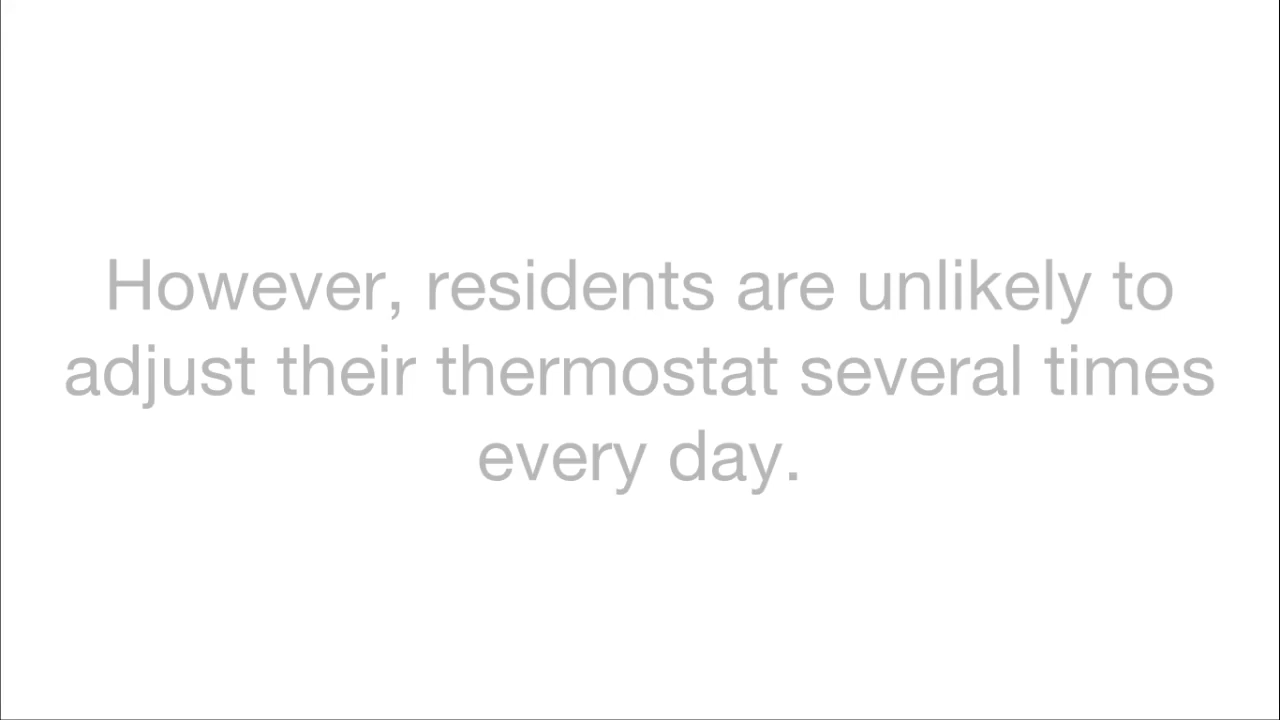 However, residents are unlikely to
adjust their thermostat several times
every day.